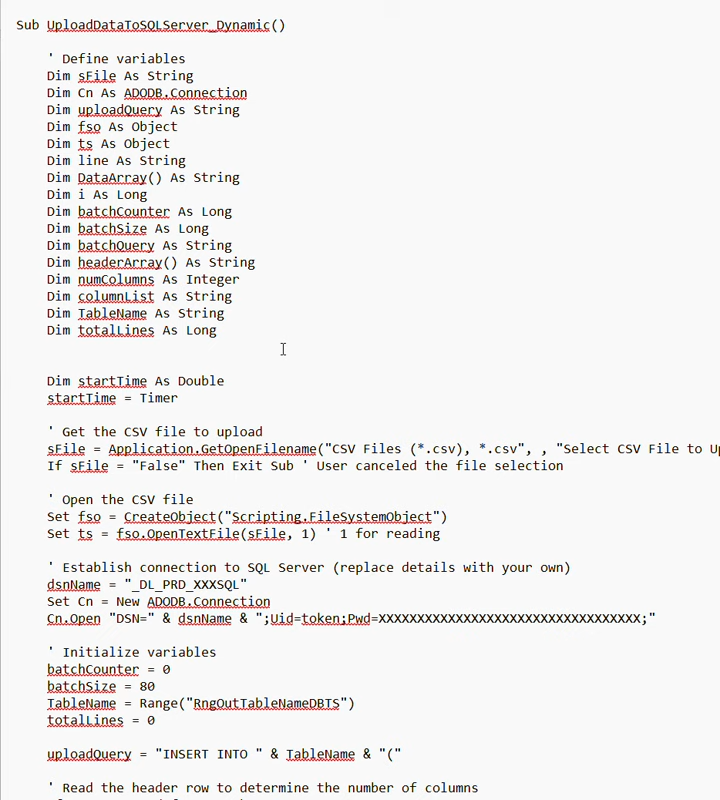 Sub UploadDataToSQLServer_Dynamic()
' Define variables
Dim sFile As String
Dim Cn As ADODB.Connection
Dim uploadQuery As String
Dim fso As Object
Dim ts As Object
Dim line As String
Dim DataArray() As String
Dim i As Long
Dim batchCounter As Long
Dim batchSize As Long
Dim batchQuery As String
Dim headerArray() As String
Dim numColumns As Integer
Dim columnList As String
Dim TableName As String
Dim totalLines As Long
Dim startTime As Double
startTime = Timer
' Get the CSV file to upload
sFile = Application.GetOpenFilename("CSV Files (*.csv), *.csv", , "Select CSV File to Up
If sFile = "False" Then Exit Sub ' User canceled the file selection
' Open the CSV file
Set fso = CreateObject("Scripting.FileSystemObject")
Set ts = fso.OpenTextFile(sFile, 1) ' 1 for reading
' Establish connection to SQL Server (replace details with your own)
dsnName = "_DL_PRD_XXXSQL"
Set Cn = New ADODB.Connection
Cn.Open "DSN=" & dsnName & ";Uid=token;Pwd=XXXXXXXXXXXXXXXXXXXXXXXXXXXXXXXXXX;"
' Initialize variables
batchCounter = 0
batchSize = 80
TableName = Range("RngOutTableNameDBTS")
totalLines = 0
uploadQuery = "INSERT INTO " & TableName & "("
' Read the header row to determine the number of columns